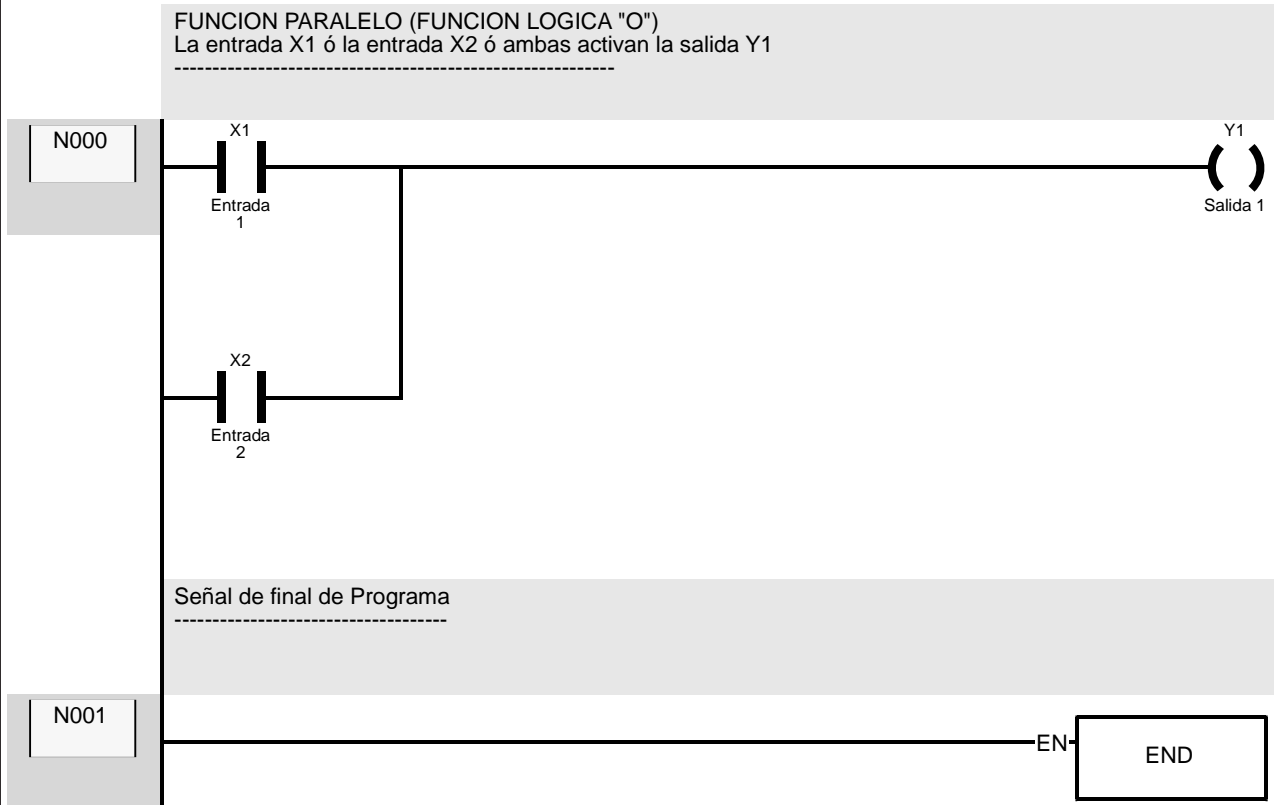 FUNCION PARALELO (FUNCION LOGICA "O")
La entrada X1 ó la entrada X2 ó ambas activan la salida Y1
----------------------------------------------------------
N000
X1
Y1
Entrada
1
Salida 1
X2
Entrada
2
Señal de final de Programa
------------------------------------
N001
EN
END